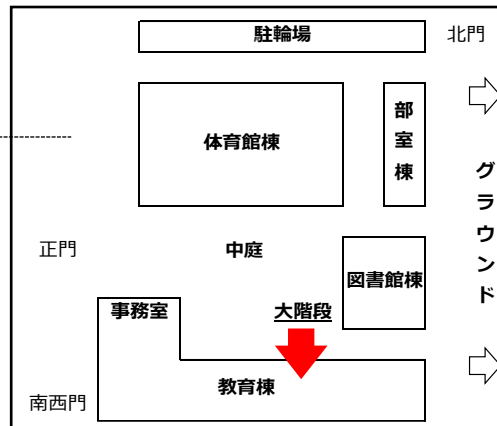 駐輪場
北門
体育館棟
部室棟
グラウンド
正門
中庭
図書館棟
事務室
大階段
教育棟
南西門